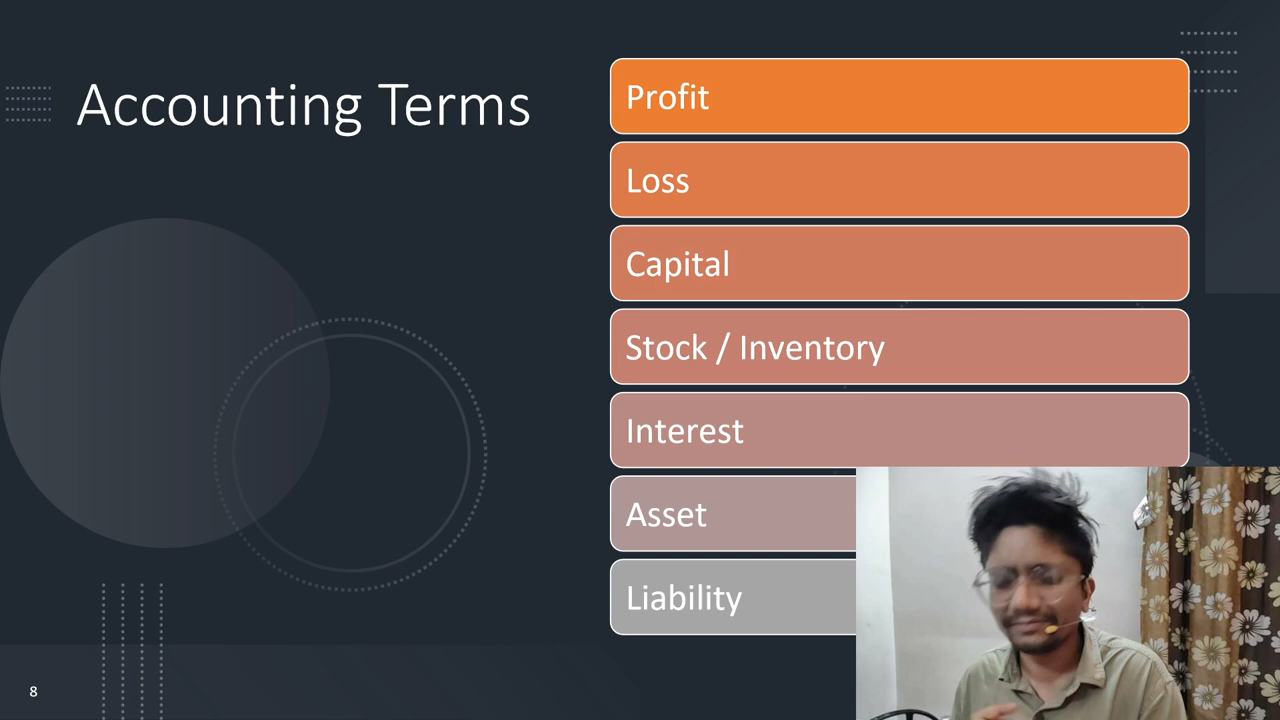 Accounting Terms
Profit
Loss
Capital
Stock / Inventory
Interest
Asset
Liability
8